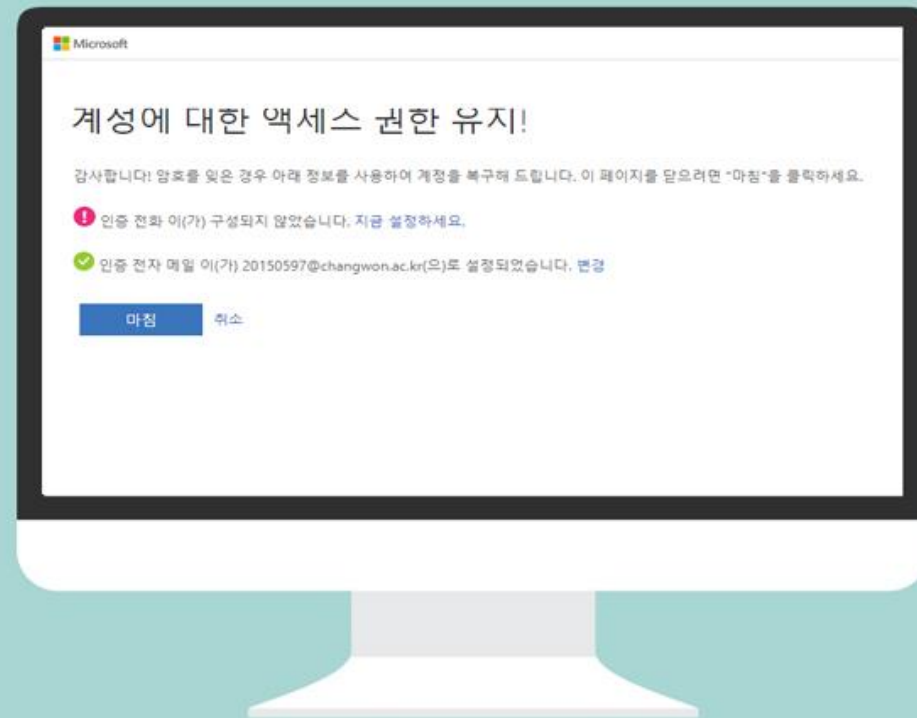 Microsoft
계정에 대한 액세스 권한 유지!
감사합니다! 암호를 잊은 경우 아래 정보를 사용하여 계정을 복구해 드립니다. 이 페이지를 닫으려면 "마침"을 클릭하세요.
인증 전화 이(가) 구성되지 않았습니다. 지금 설정하세요.
인증 전자 메일 이(가) 20150597@changwon.ac.kr(으)로 설정되었습니다. 변경
마침 취소